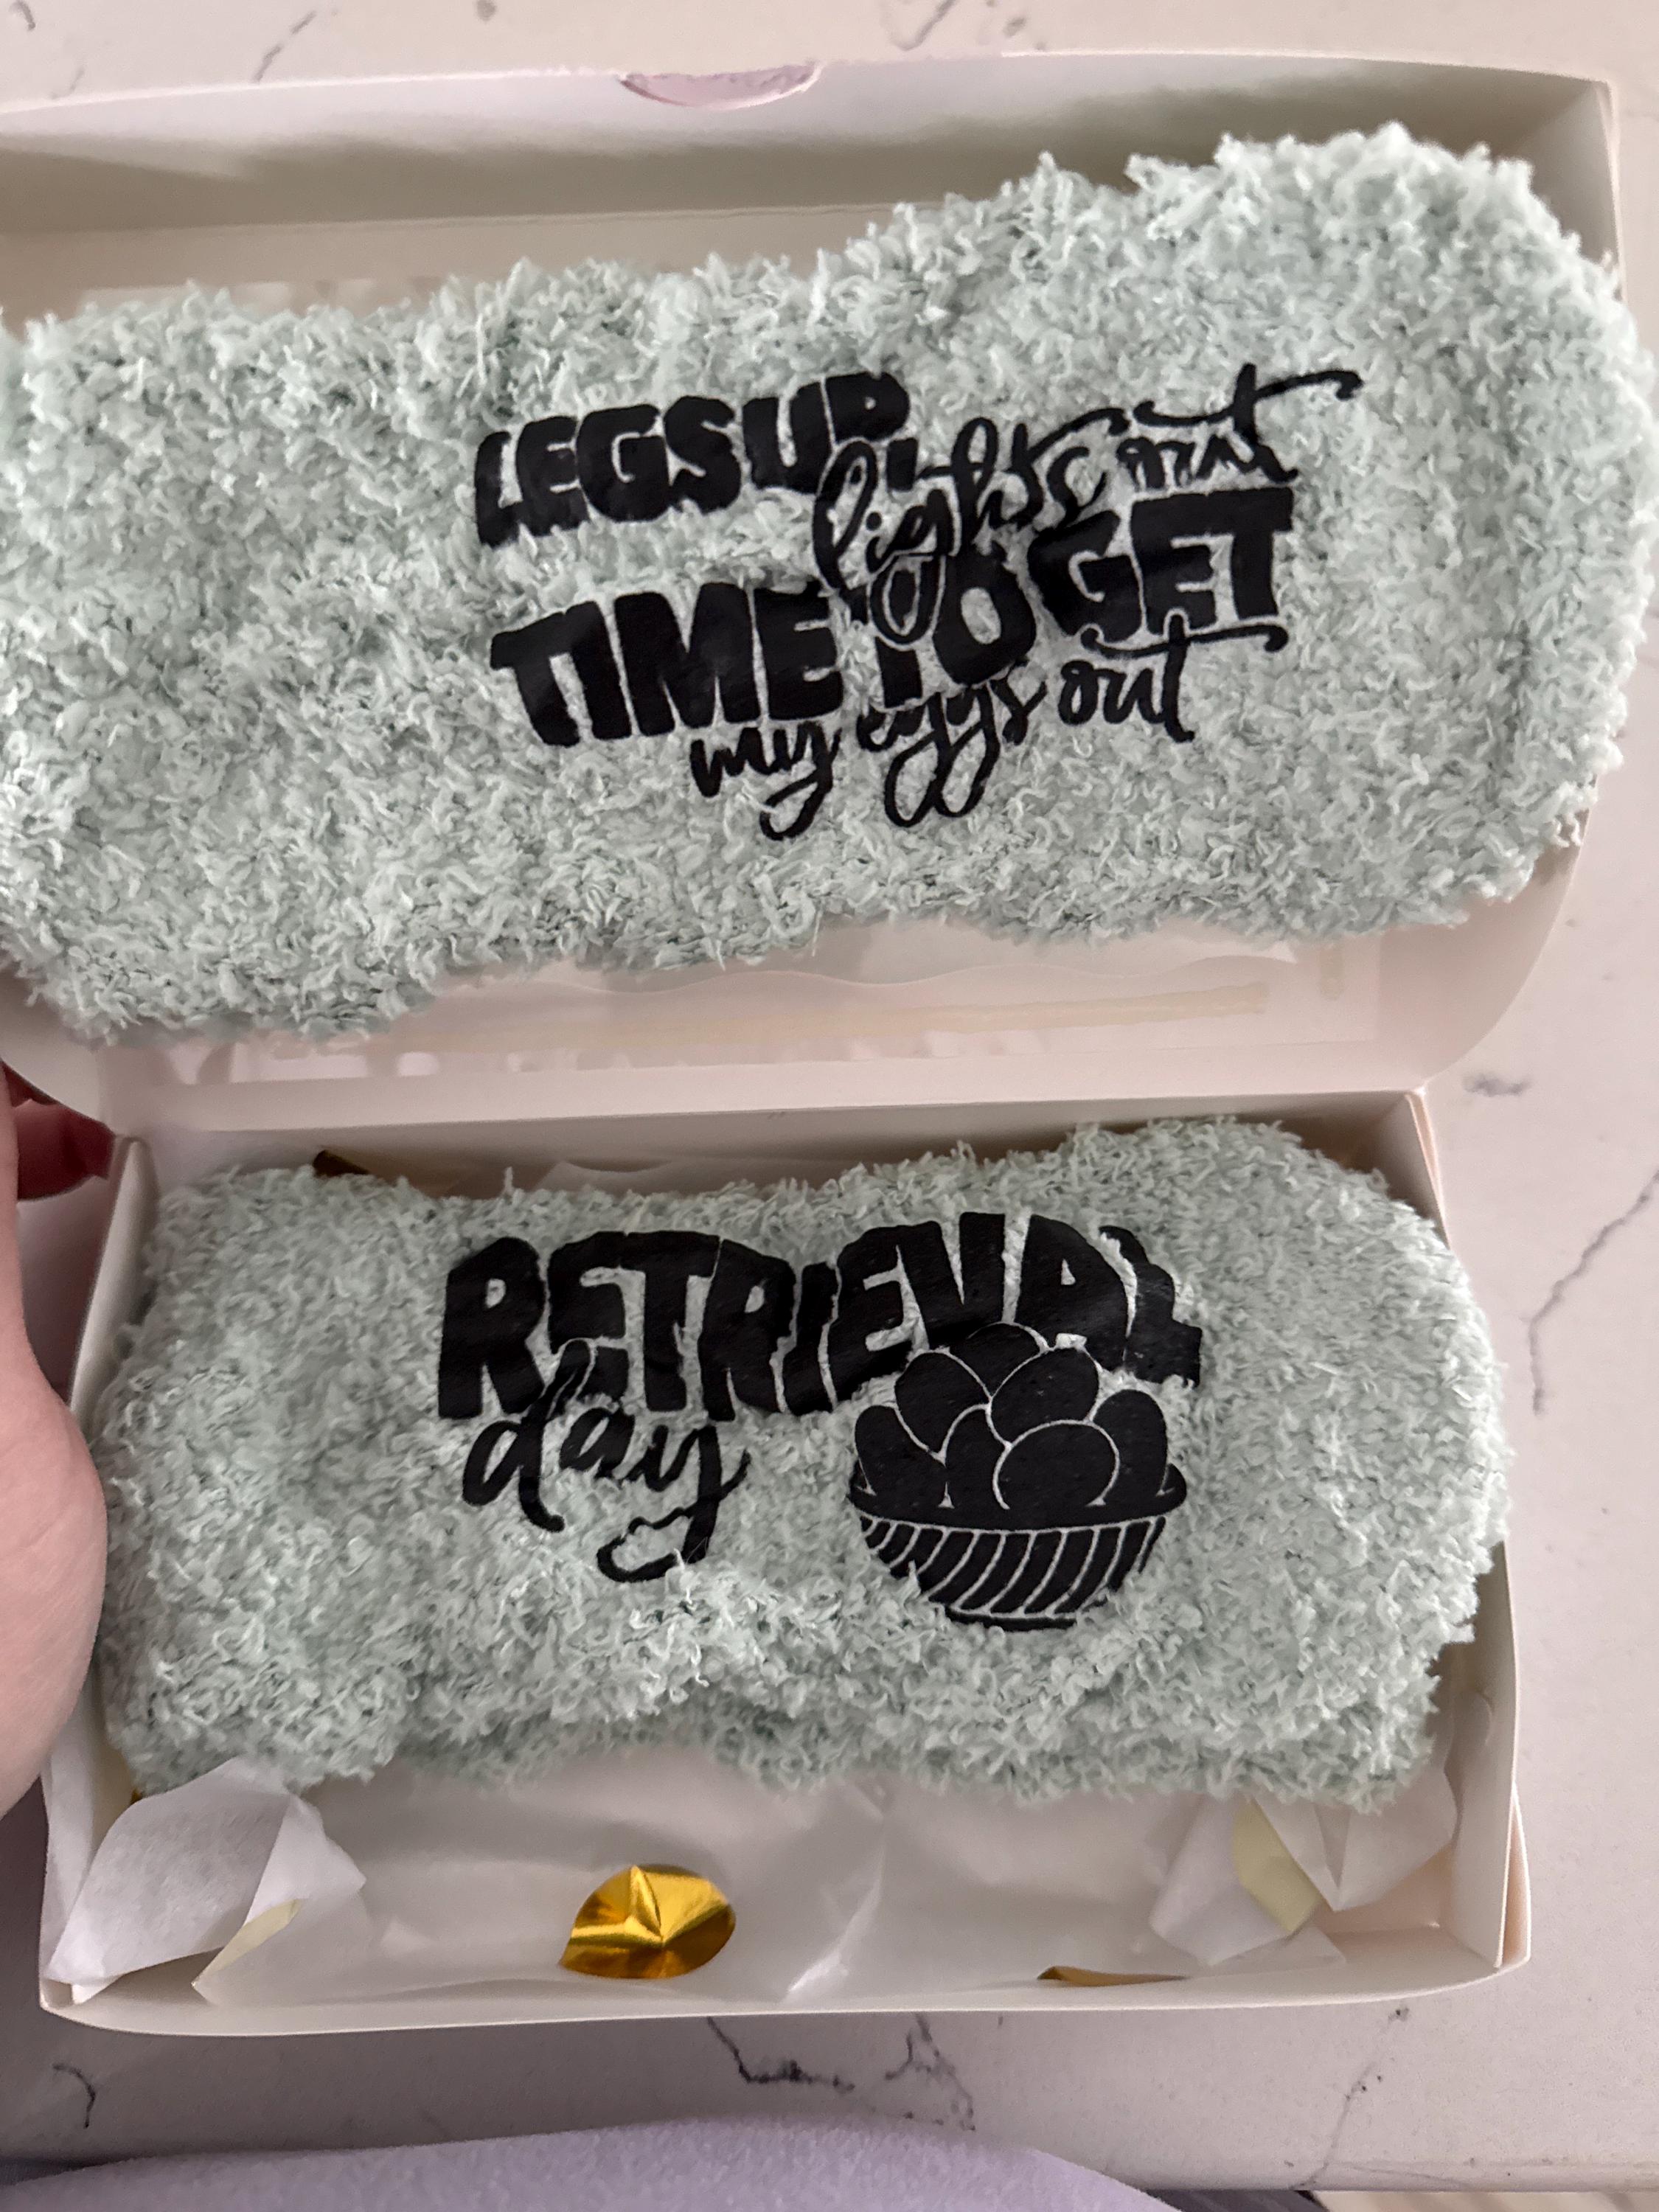 LEGS UP
lights out
TIME TO GET
my eggs out
RETRIEVAL
day